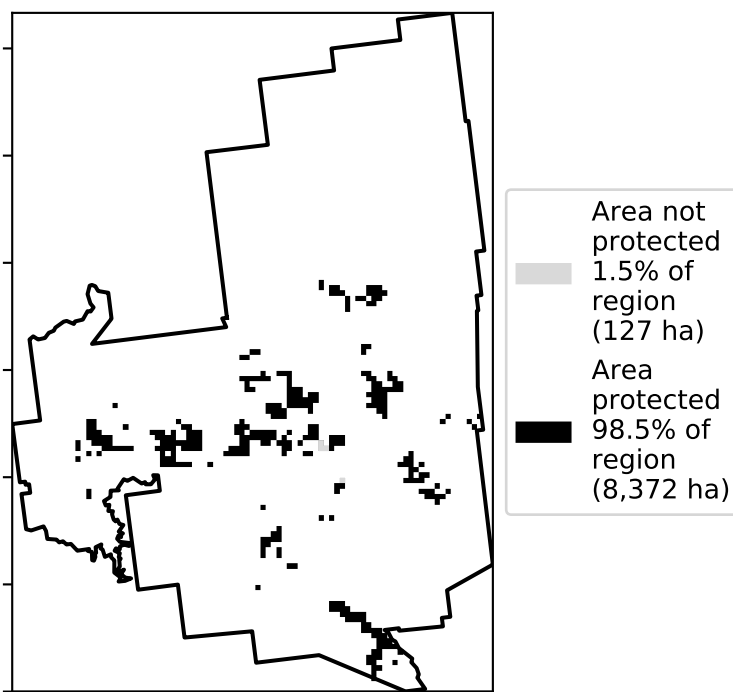 Area not
protected
1.5% of
region
(127 ha)
Area
protected
98.5% of
region
(8,372 ha)